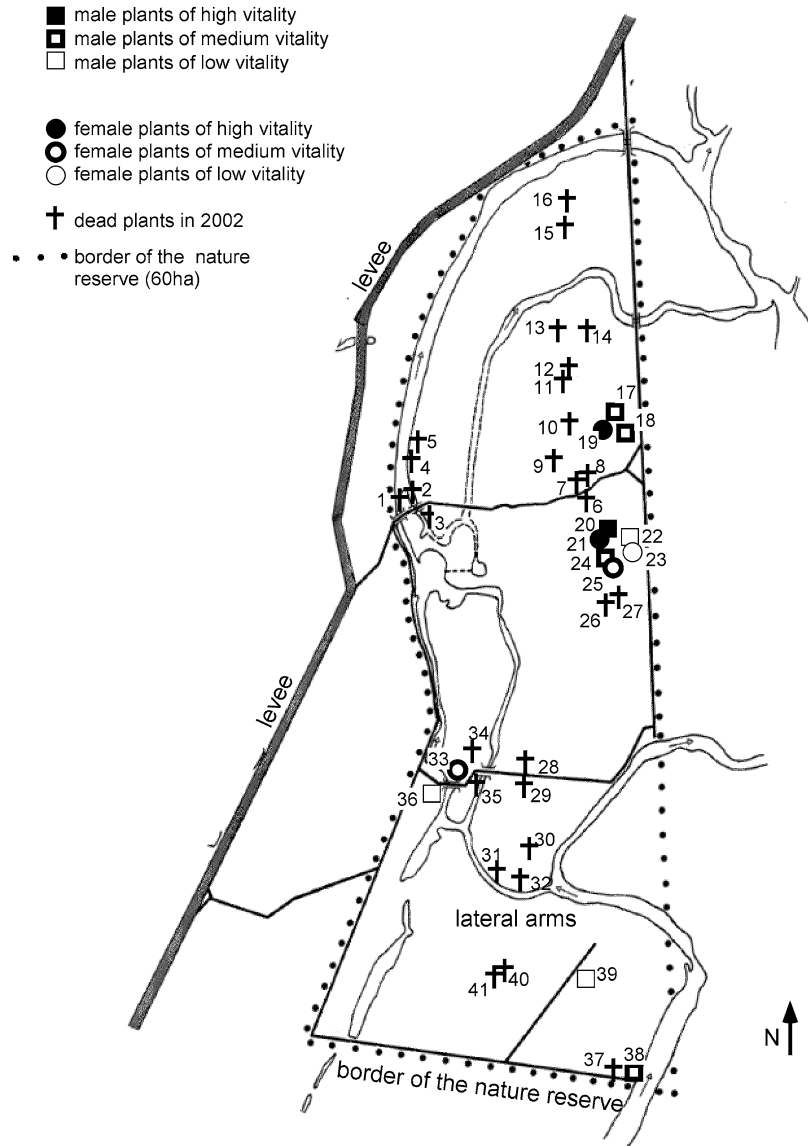 male plants of high vitality
male plants of medium vitality
male plants of low vitality
female plants of high vitality
female plants of medium vitality
female plants of low vitality
dead plants in 2002
border of the nature
reserve (60ha)
levee
16
15
13
14
12
11
17
18
10
19
5
4
9
8
7
1
2
6
3
20
22
21
23
24
25
26
27
levee
34
33
28
36
35
29
30
31
32
lateral arms
40
39
41
N
37
38
border of the nature reserve